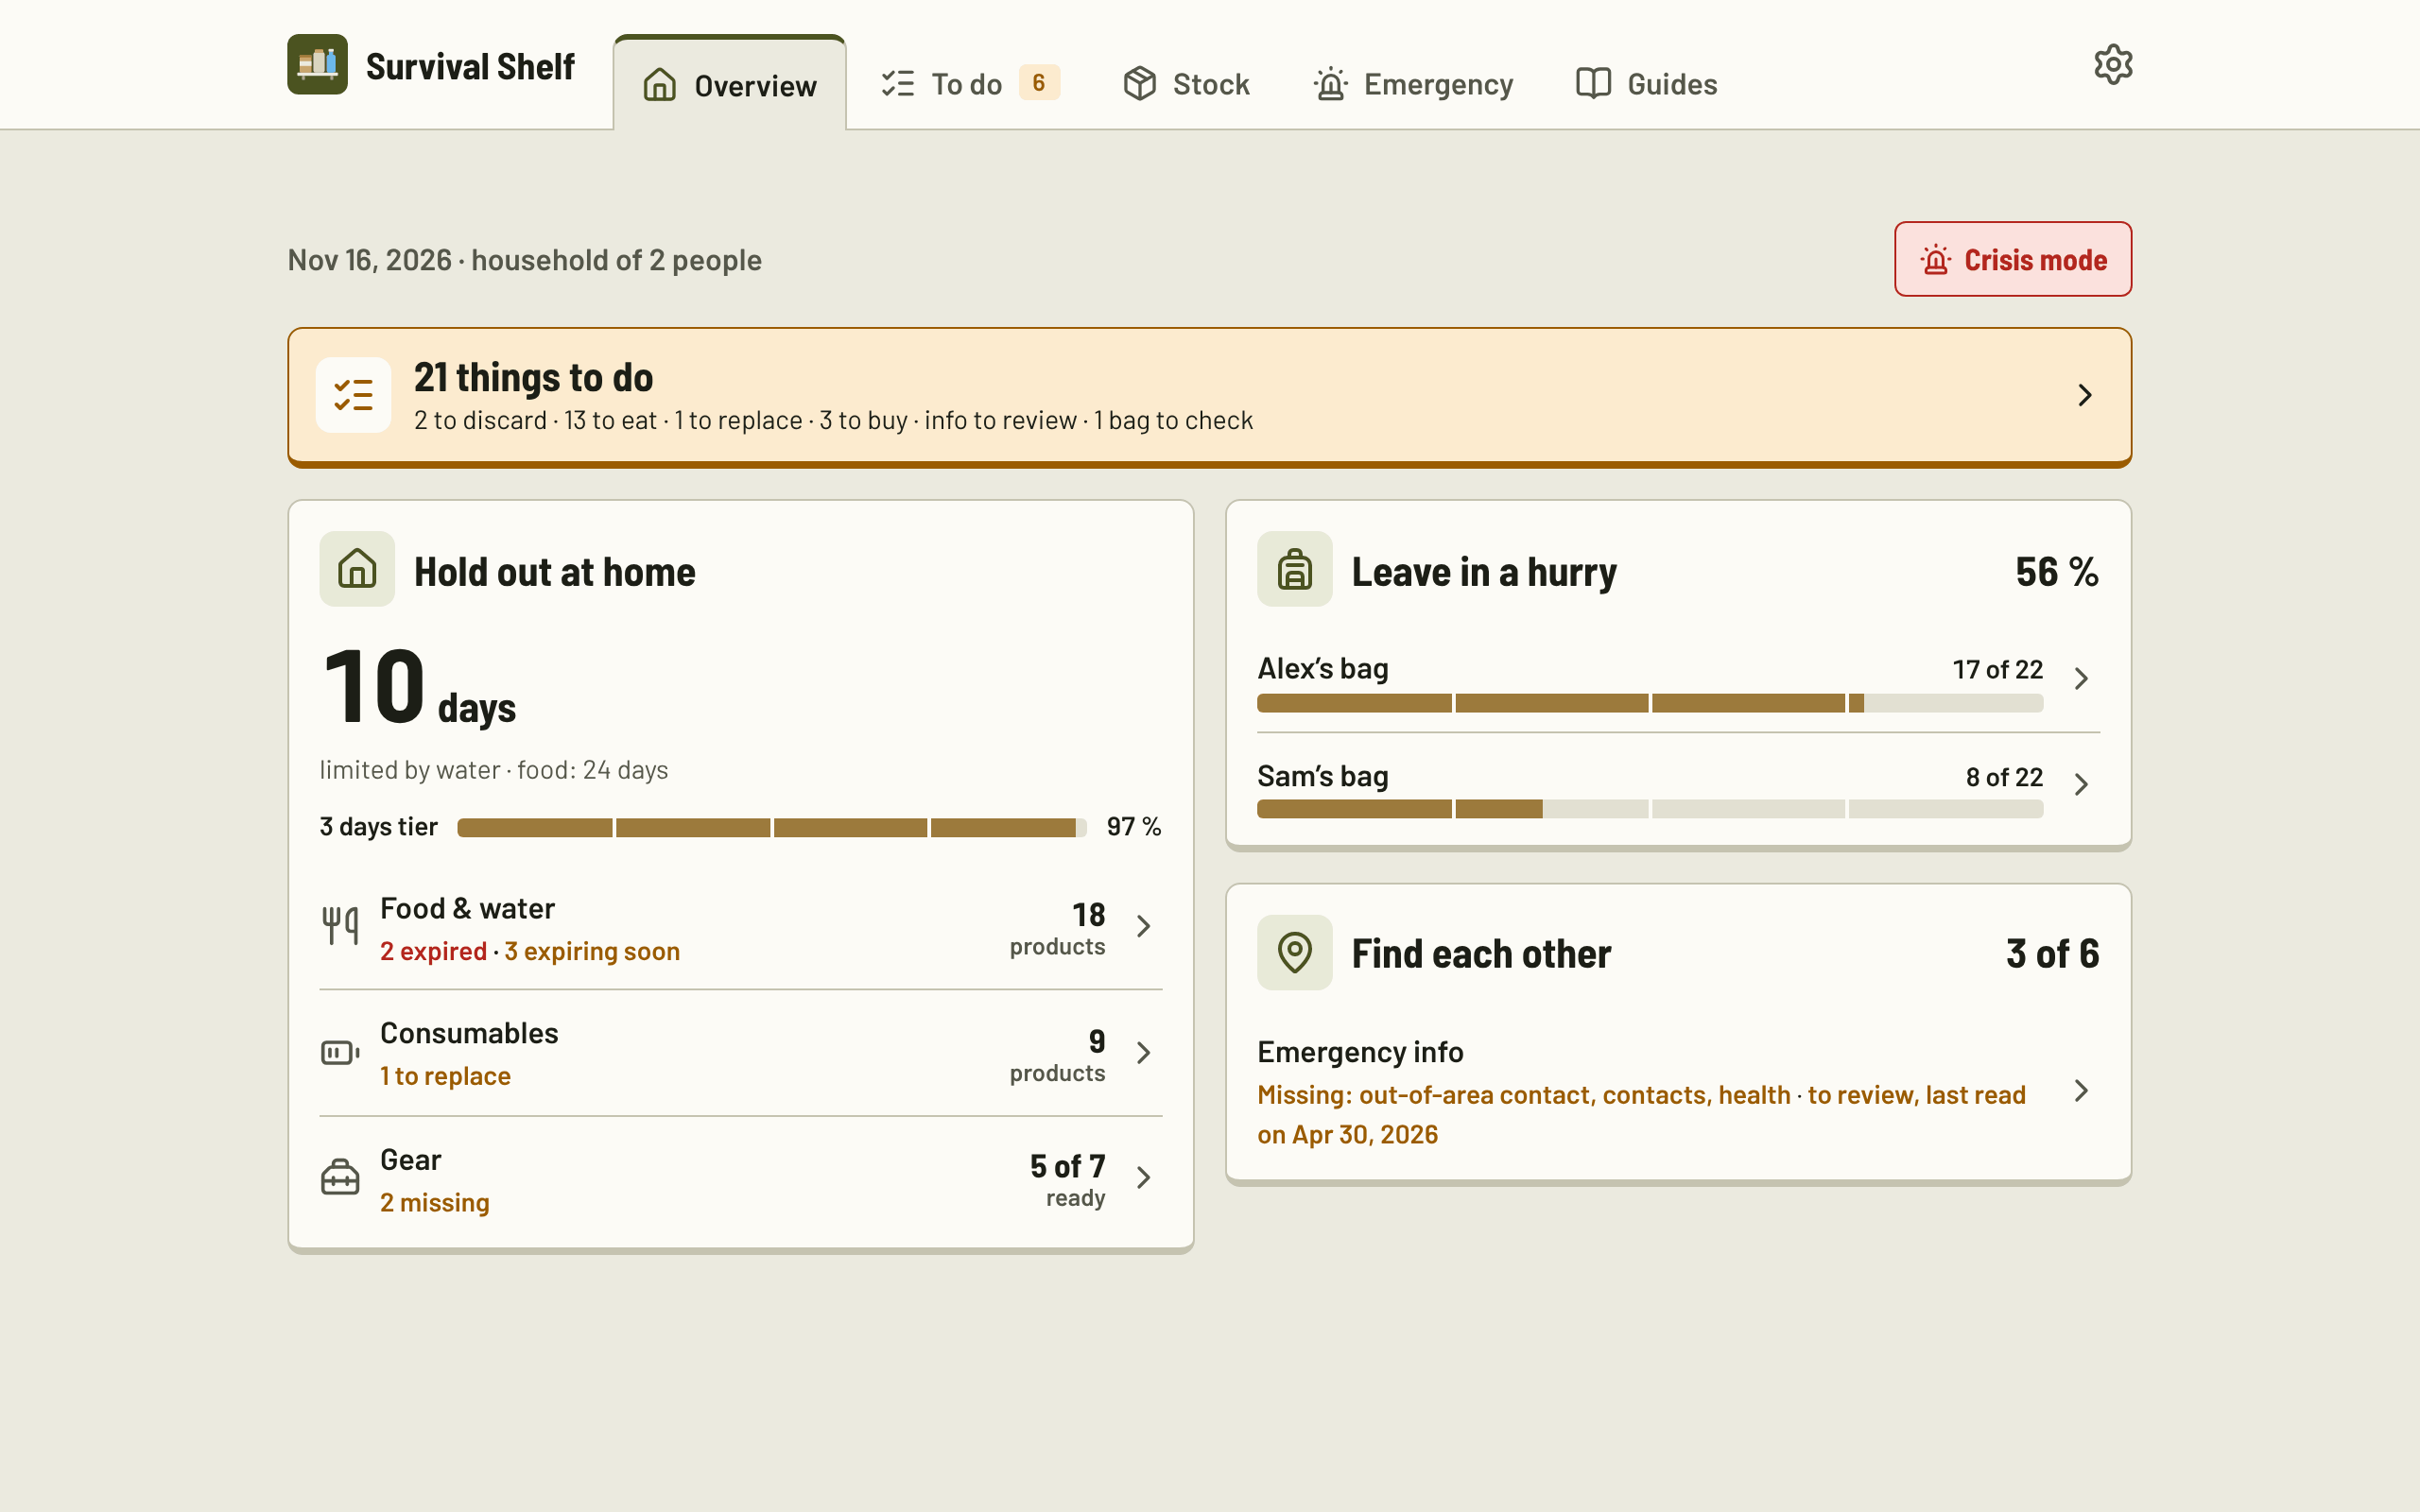 Survival Shelf
Overview
To do 6
Stock
Emergency
Guides
Nov 16, 2026 · household of 2 people
Crisis mode
21 things to do
2 to discard · 13 to eat · 1 to replace · 3 to buy · info to review · 1 bag to check
Hold out at home
10 days
limited by water · food: 24 days
3 days tier 97 %
Food & water
2 expired · 3 expiring soon
18
products
Consumables
1 to replace
9
products
Gear
2 missing
5 of 7
ready
Leave in a hurry 56 %
Alex’s bag 17 of 22
Sam’s bag 8 of 22
Find each other 3 of 6
Emergency info
Missing: out-of-area contact, contacts, health · to review, last read
on Apr 30, 2026